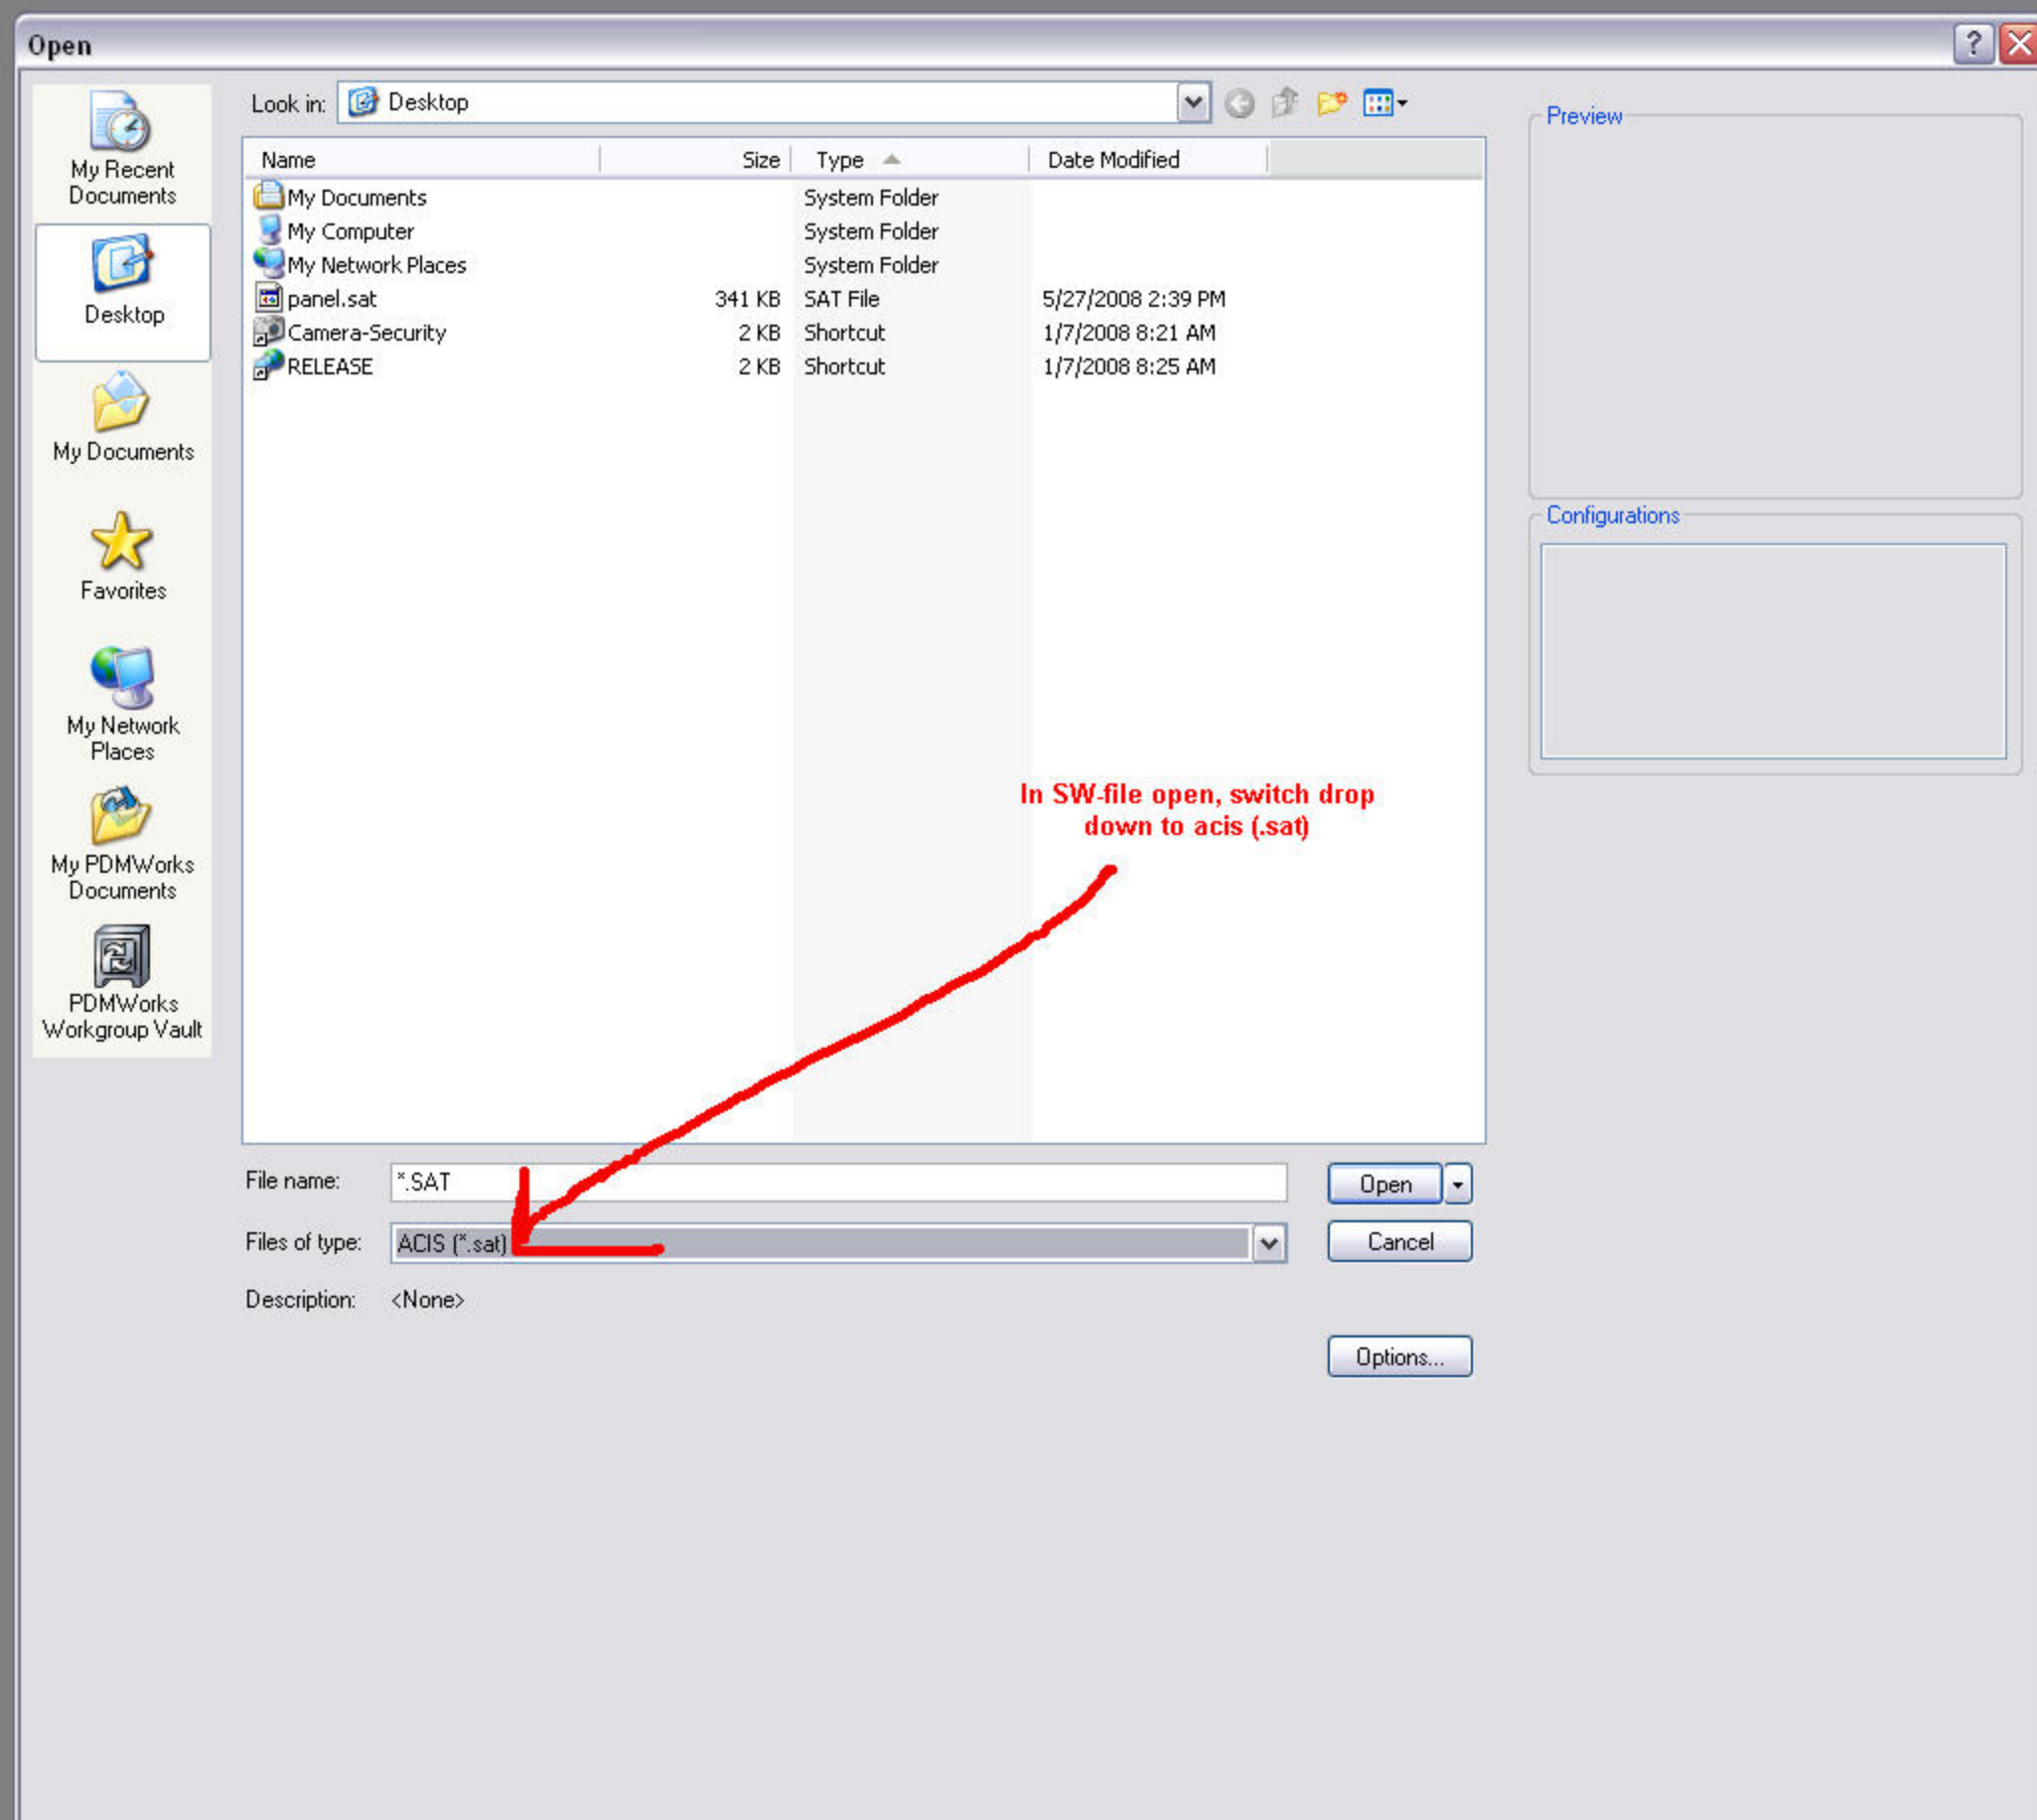 Open
Look in: Desktop
My Recent
Documents
Desktop
My Documents
Favorites
My Network
Places
My PDMWorks
Documents
PDMWorks
Workgroup Vault
Name Size Type Date Modified
My Documents System Folder
My Computer System Folder
My Network Places System Folder
panel.sat 341 KB SAT File 5/27/2008 2:39 PM
Camera-Security 2 KB Shortcut 1/7/2008 8:21 AM
RELEASE 2 KB Shortcut 1/7/2008 8:25 AM
In SW-file open, switch drop
down to acis (.sat)
File name: *.SAT Open
Files of type: ACIS (*.sat) Cancel
Description: <None>
Options...
Preview
Configurations